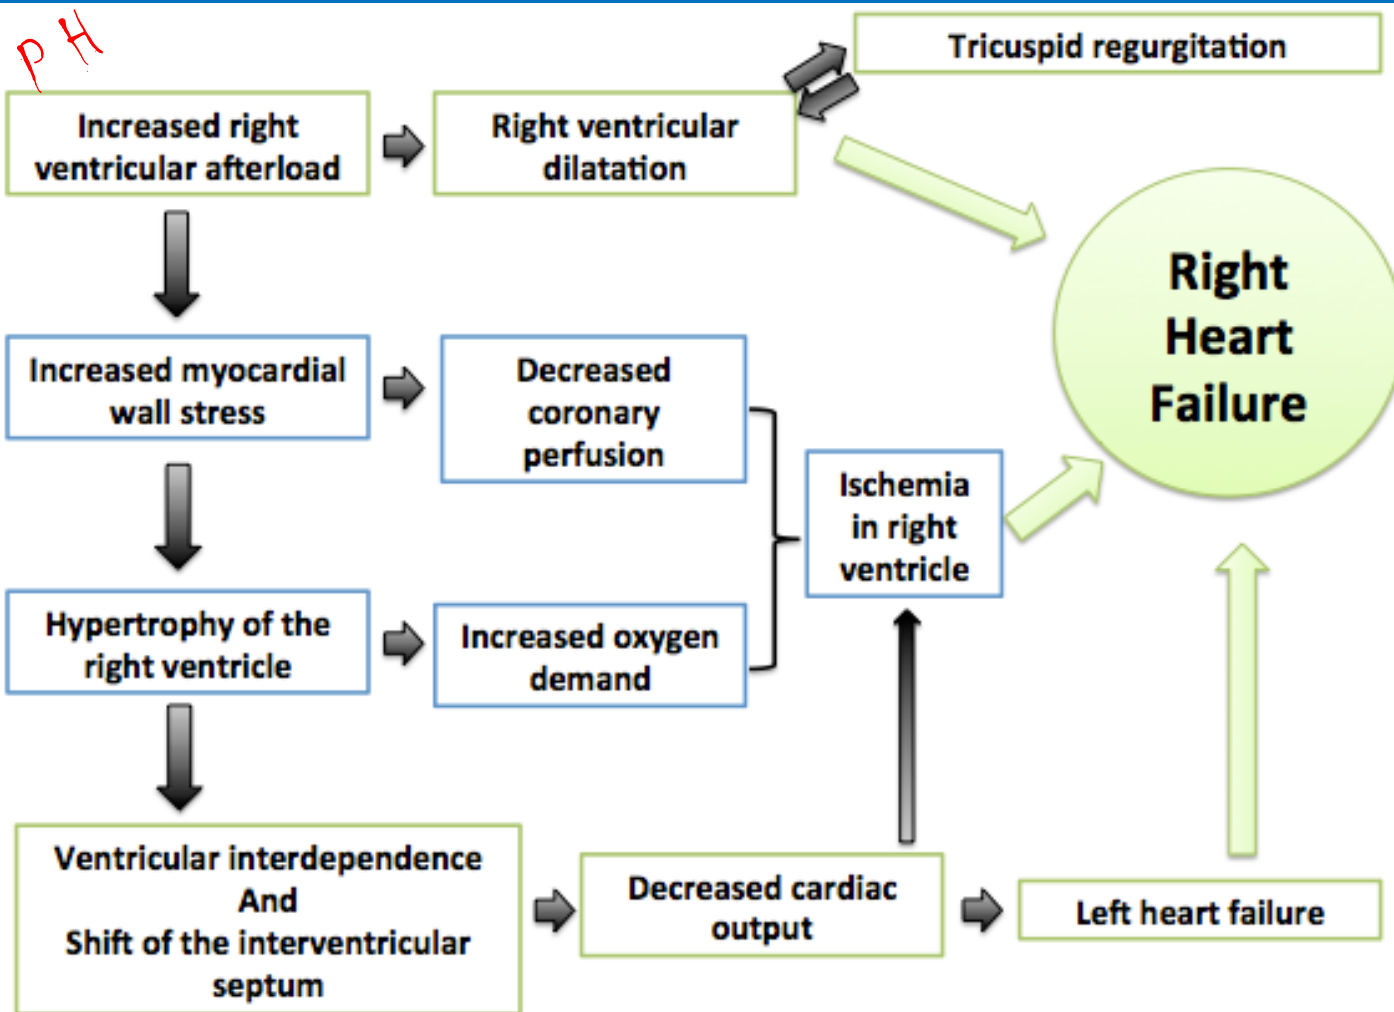 PH
Tricuspid regurgitation
Increased right
ventricular afterload
Right ventricular
dilatation
Right
Heart
Failure
Increased myocardial
wall stress
Decreased
coronary
perfusion
Ischemia
in right
ventricle
Hypertrophy of the
right ventricle
Increased oxygen
demand
Ventricular interdependence
And
Shift of the interventricular
septum
Decreased cardiac
output
Left heart failure